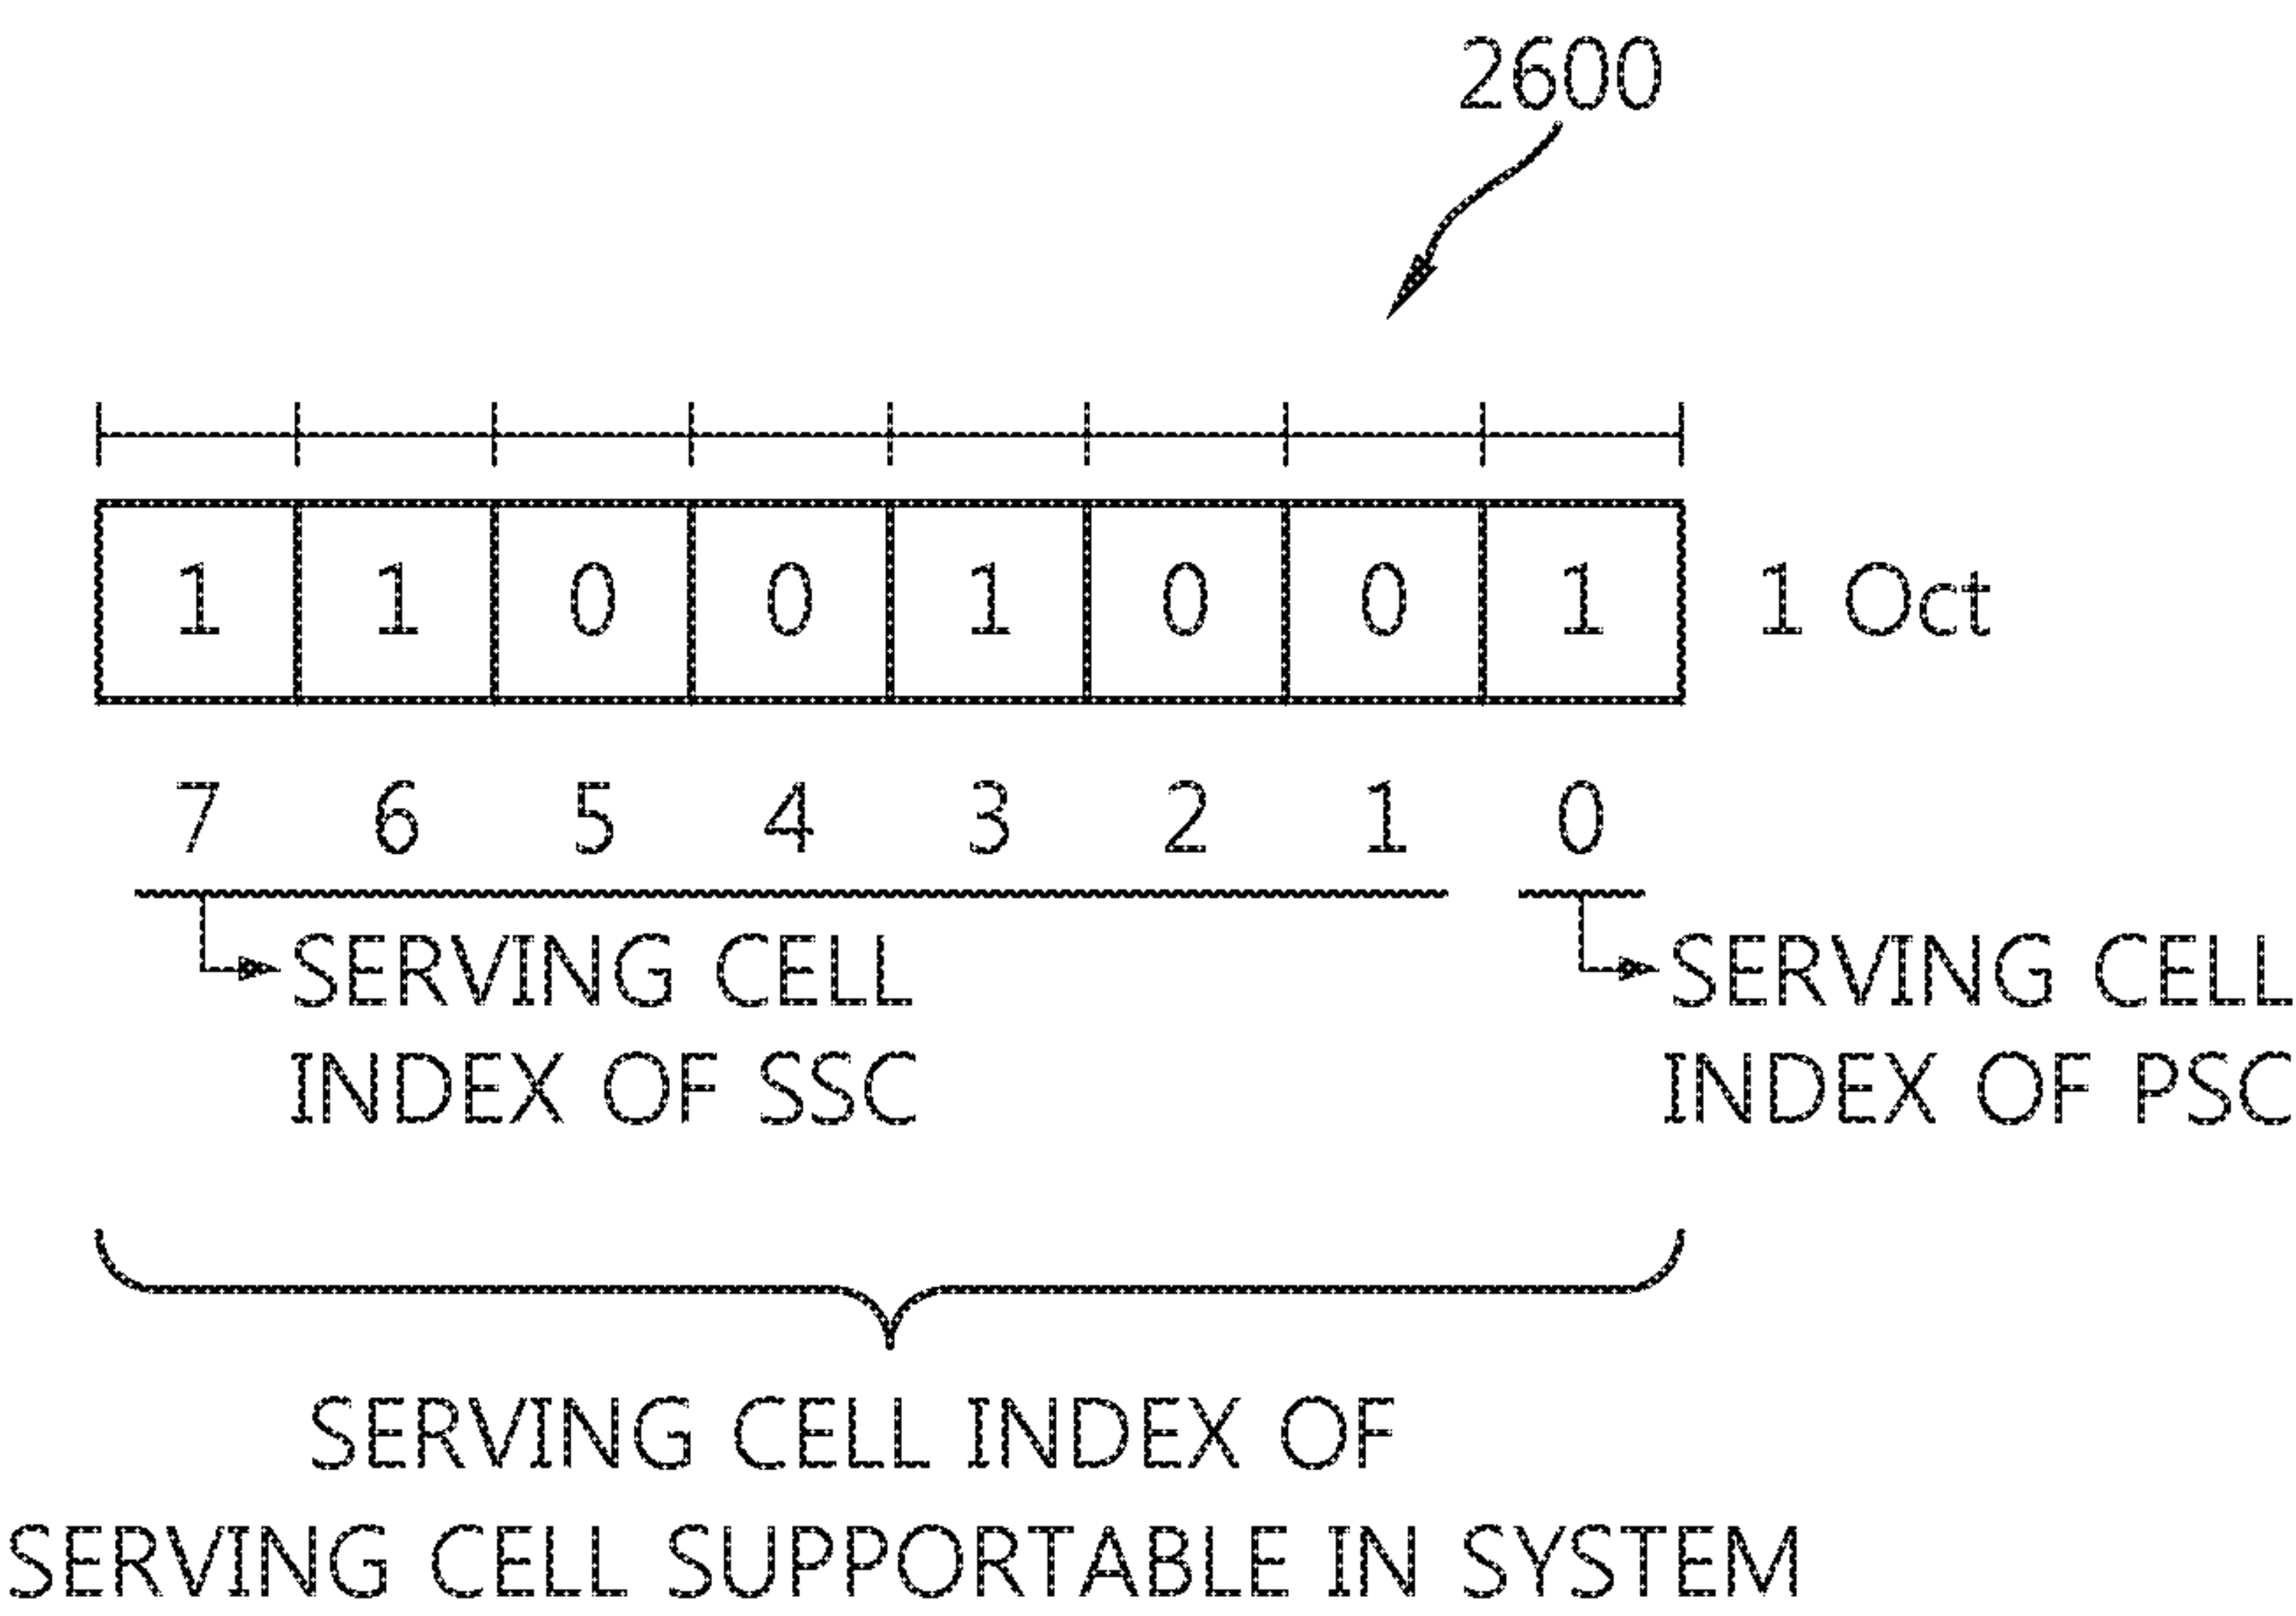 2600
1 1 0 0 1 0 0 1 1 Oct
7 6 5 4 3 2 1 0
SERVING CELL
INDEX OF SSC
SERVING CELL
INDEX OF PSC
SERVING CELL INDEX OF
SERVING CELL SUPPORTABLE IN SYSTEM